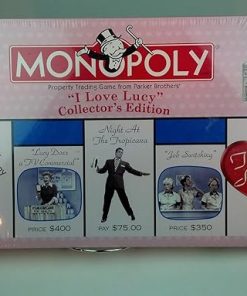 MONOPOLY
Property Trading Game from Parker Brothers
"I Love Lucy"
Collector's Edition
"Lucy Does
a TV Commercial"
PRICE $400
Night At
The Tropicana
PAY $75.00
"Job Switching"
PRICE $350